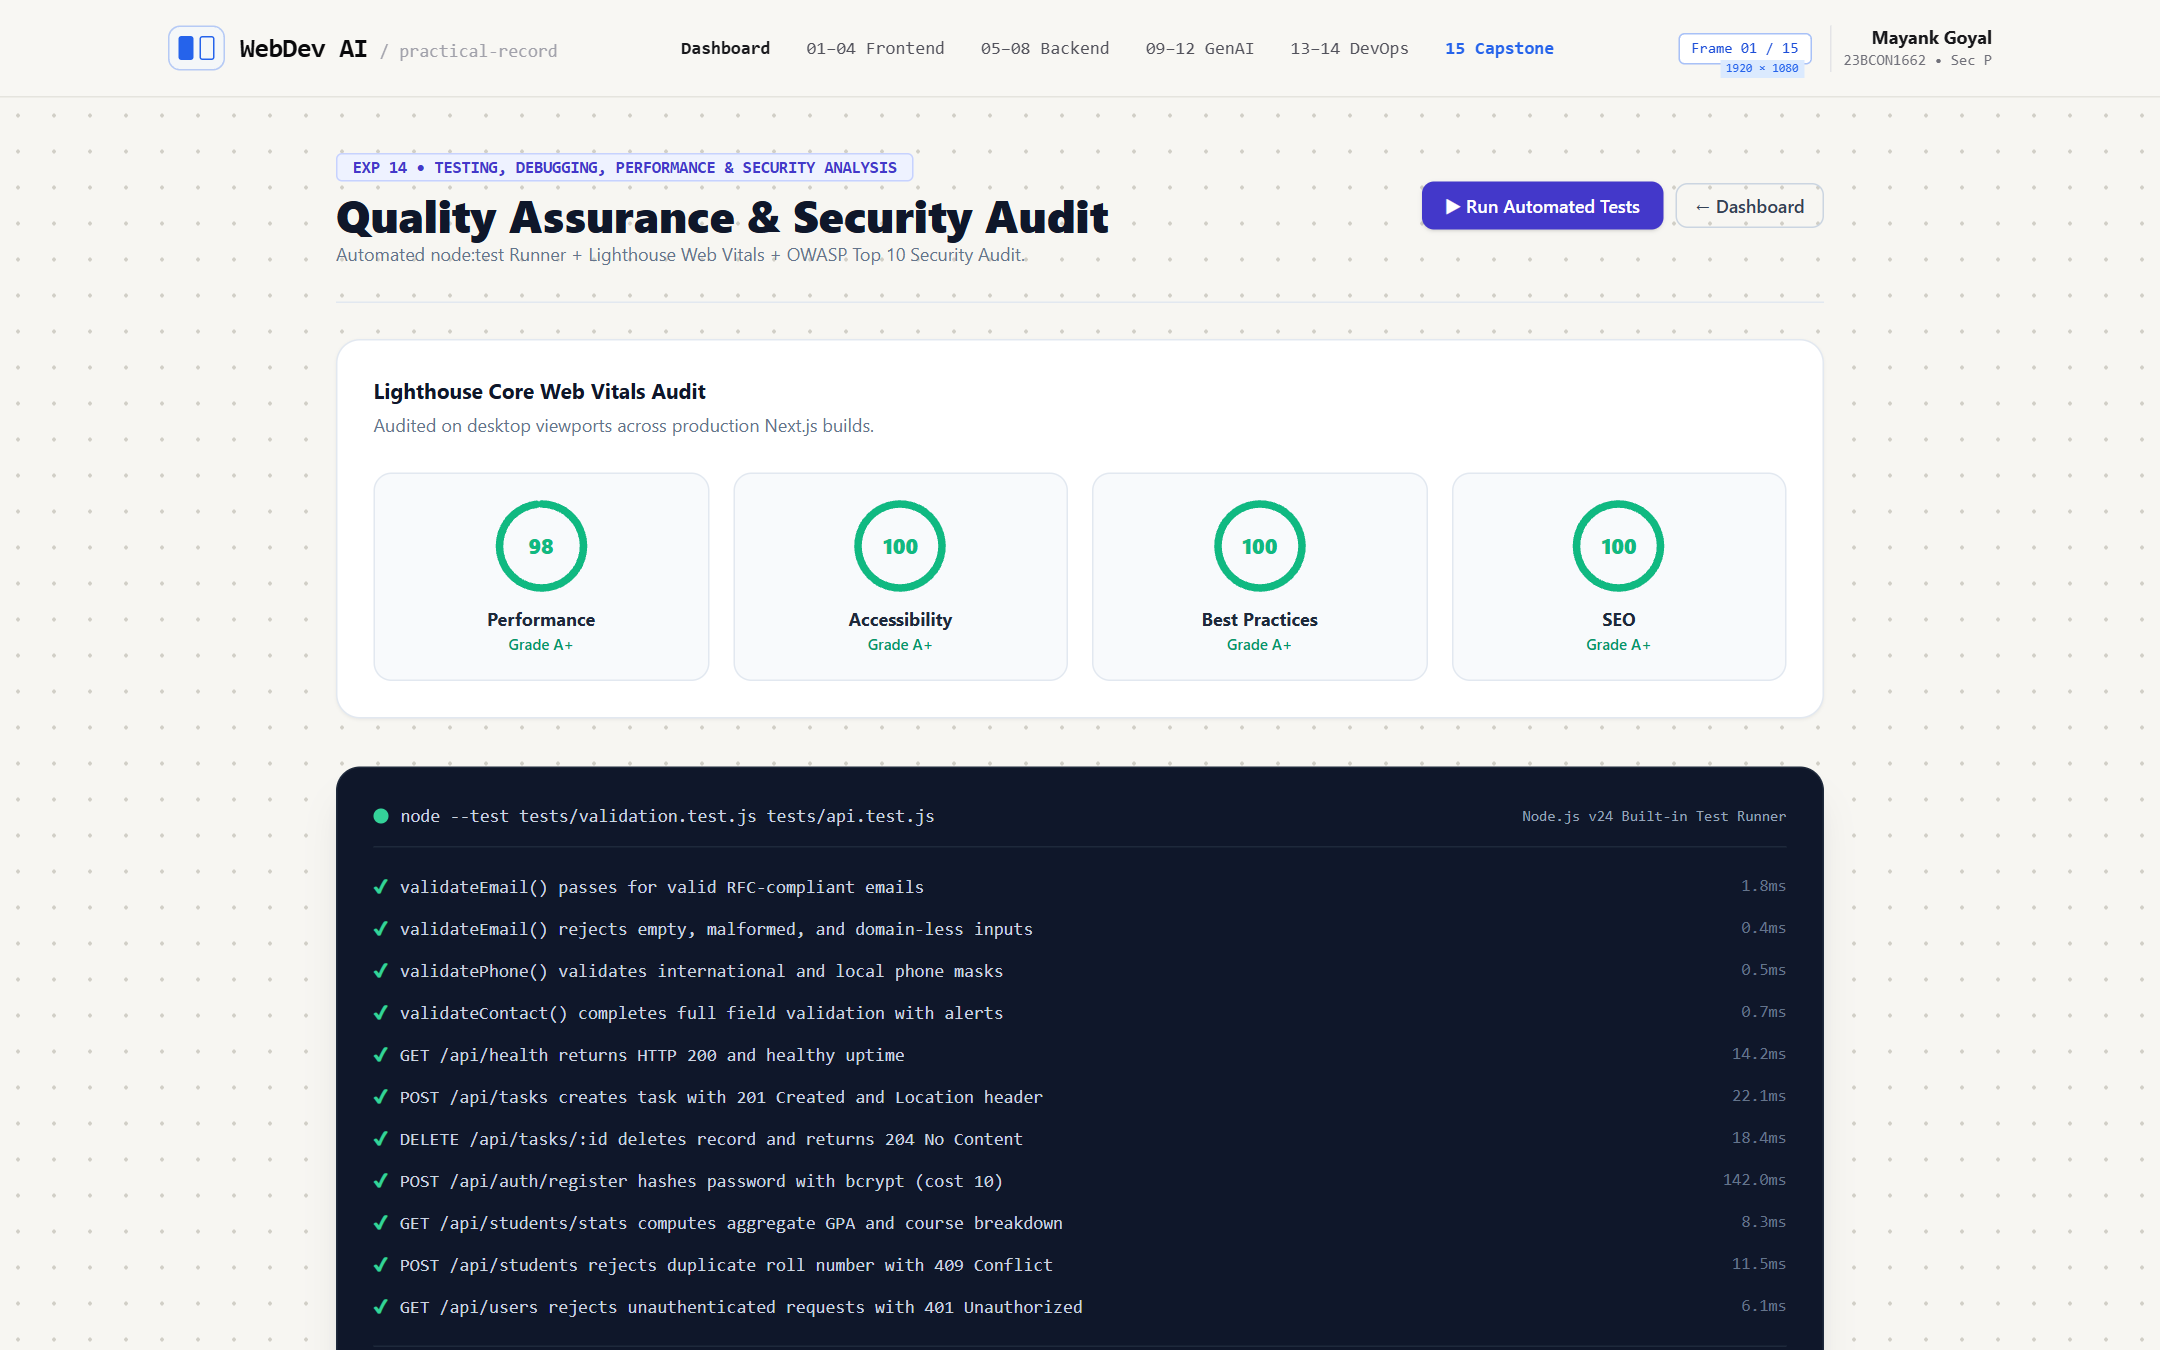 WebDev AI / practical-record
Dashboard
01–04 Frontend
05–08 Backend
09–12 GenAI
13–14 DevOps
15 Capstone
Frame 01 / 15
1920 × 1080
Mayank Goyal
23BCON1662 • Sec P
EXP 14 • TESTING, DEBUGGING, PERFORMANCE & SECURITY ANALYSIS
Quality Assurance & Security Audit
Automated node:test Runner + Lighthouse Web Vitals + OWASP Top 10 Security Audit.
▶ Run Automated Tests
← Dashboard
Lighthouse Core Web Vitals Audit
Audited on desktop viewports across production Next.js builds.
98
Performance
Grade A+
100
Accessibility
Grade A+
100
Best Practices
Grade A+
100
SEO
Grade A+
node --test tests/validation.test.js tests/api.test.js
Node.js v24 Built-in Test Runner
✔ validateEmail() passes for valid RFC-compliant emails 1.8ms
✔ validateEmail() rejects empty, malformed, and domain-less inputs 0.4ms
✔ validatePhone() validates international and local phone masks 0.5ms
✔ validateContact() completes full field validation with alerts 0.7ms
✔ GET /api/health returns HTTP 200 and healthy uptime 14.2ms
✔ POST /api/tasks creates task with 201 Created and Location header 22.1ms
✔ DELETE /api/tasks/:id deletes record and returns 204 No Content 18.4ms
✔ POST /api/auth/register hashes password with bcrypt (cost 10) 142.0ms
✔ GET /api/students/stats computes aggregate GPA and course breakdown 8.3ms
✔ POST /api/students rejects duplicate roll number with 409 Conflict 11.5ms
✔ GET /api/users rejects unauthenticated requests with 401 Unauthorized 6.1ms